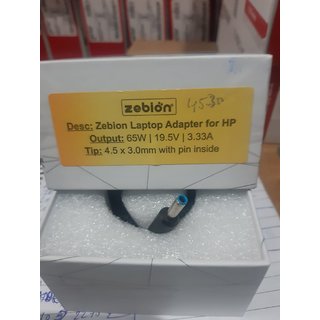 zebion
4530
Desc: Zebion Laptop Adapter for HP
Output: 65W | 19.5V | 3.33A
Tip: 4.5 x 3.0mm with pin inside